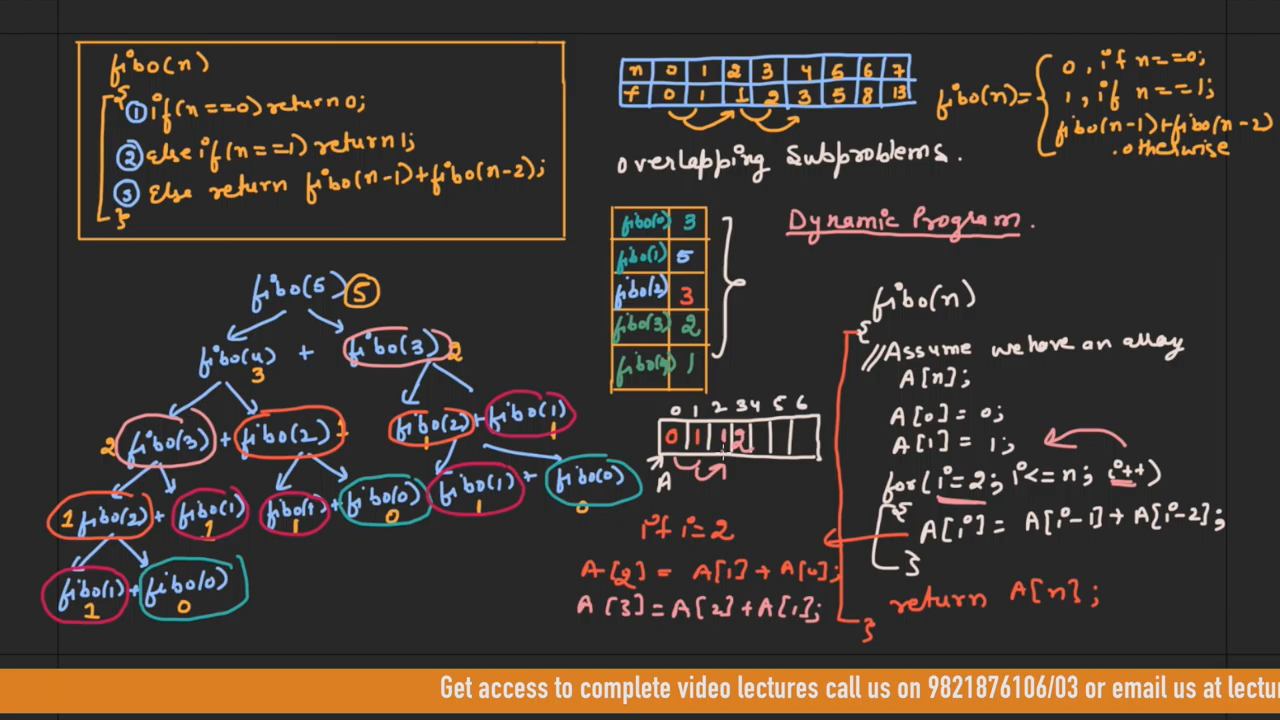 fibo(n)
{
① if(n==0) return 0;
② else if(n==1) return 1;
③ Else return fibo(n-1)+fibo(n-2);
}
n 0 1 2 3 4 5 6 7
f 0 1 1 2 3 5 8 13
fibo(n)= { 0, if n==0;
1, if n==1;
fibo(n-1)+fibo(n-2)
. otherwise
overlapping Subproblems.
Dynamic Program.
fibo(0) 3
fibo(1) 5
fibo(2) 3
fibo(3) 2
fibo(4) 1
fibo(5) 5
fibo(4) + fibo(3) 2
3
2 fibo(3) + fibo(2) 1 fibo(2) + fibo(1)
1 1
1 fibo(2) + fibo(1) fibo(1) + fibo(0) fibo(1) + fibo(0)
1 1 0 1 0
fibo(1) + fibo(0)
1 0
0 1 2 3 4 5 6
0 1 1 2
A
if i=2
A[2] = A[1] + A[0];
A[3] = A[2] + A[1];
fibo(n)
{
//Assume we have an array
A[n];
A[0] = 0;
A[1] = 1;
for(i=2; i<=n; i++)
{
A[i] = A[i-1] + A[i-2];
}
return A[n];
}
Get access to complete video lectures call us on 9821876106/03 or email us at lectu